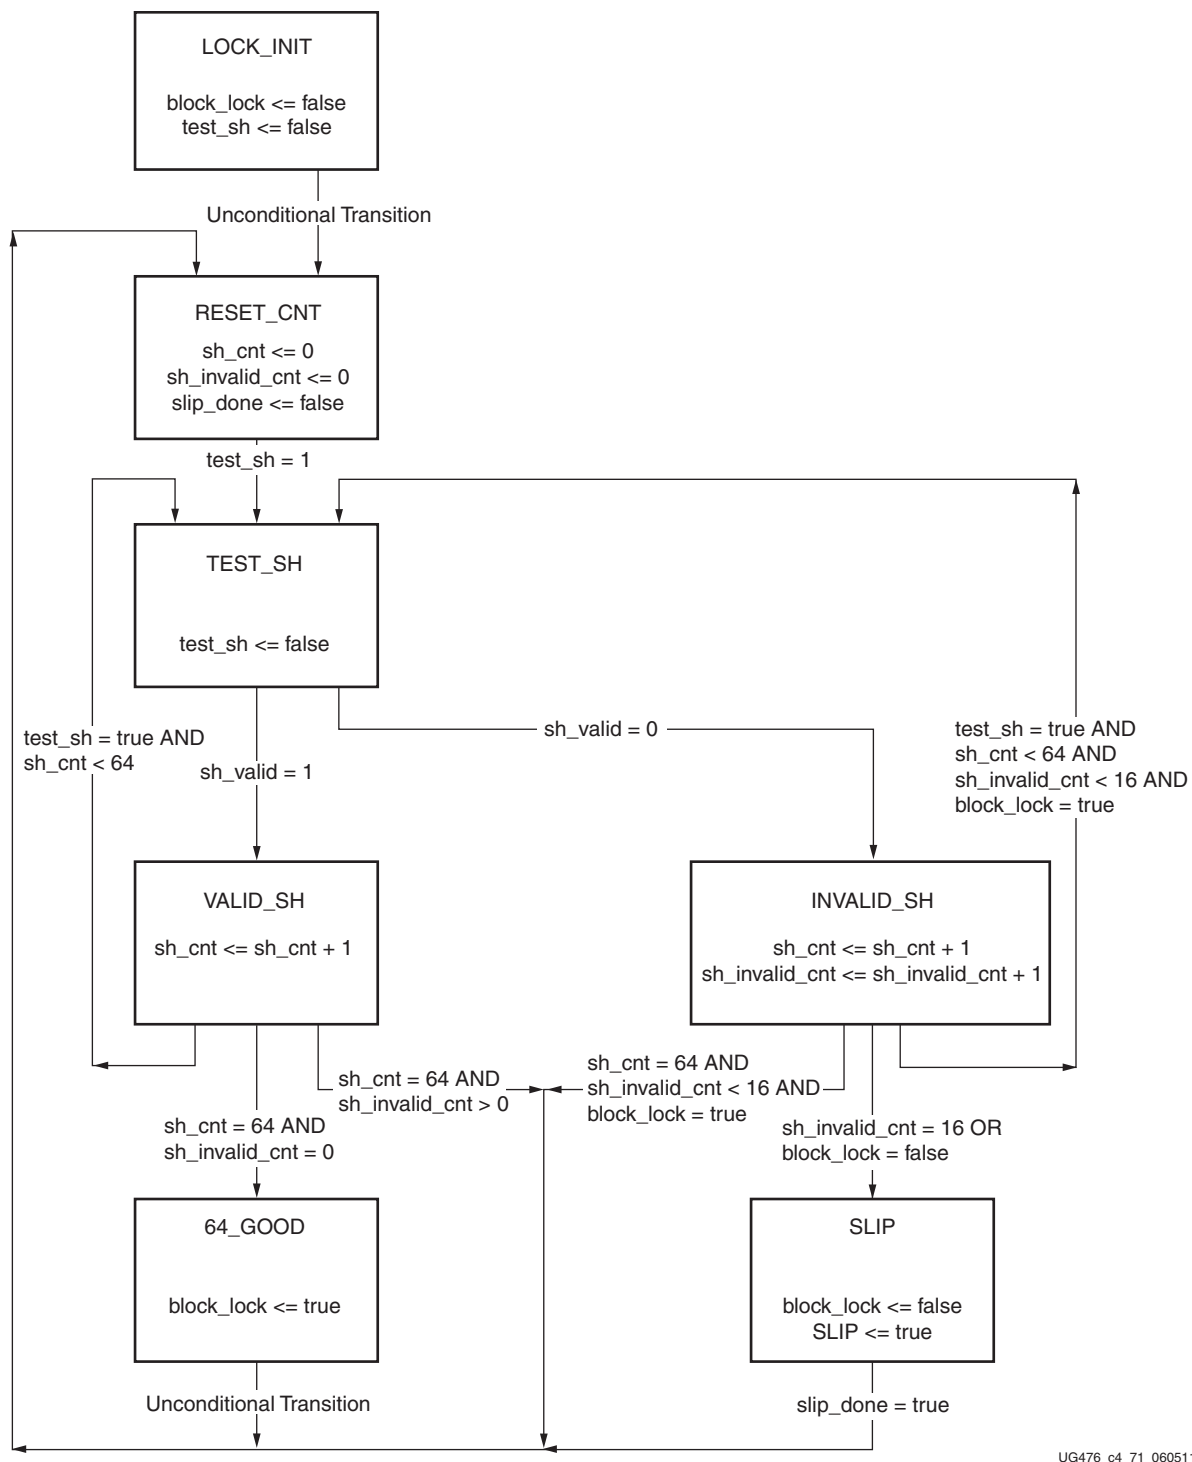 LOCK_INIT
block_lock <= false
test_sh <= false
Unconditional Transition
RESET_CNT
sh_cnt <= 0
sh_invalid_cnt <= 0
slip_done <= false
test_sh = 1
TEST_SH
test_sh <= false
test_sh = true AND
sh_cnt < 64
sh_valid = 1
sh_valid = 0
test_sh = true AND
sh_cnt < 64 AND
sh_invalid_cnt < 16 AND
block_lock = true
VALID_SH
sh_cnt <= sh_cnt + 1
INVALID_SH
sh_cnt <= sh_cnt + 1
sh_invalid_cnt <= sh_invalid_cnt + 1
sh_cnt = 64 AND
sh_invalid_cnt > 0
sh_cnt = 64 AND
sh_invalid_cnt < 16 AND
block_lock = true
sh_cnt = 64 AND
sh_invalid_cnt = 0
sh_invalid_cnt = 16 OR
block_lock = false
64_GOOD
block_lock <= true
SLIP
block_lock <= false
SLIP <= true
Unconditional Transition
slip_done = true
UG476_c4_71_060511